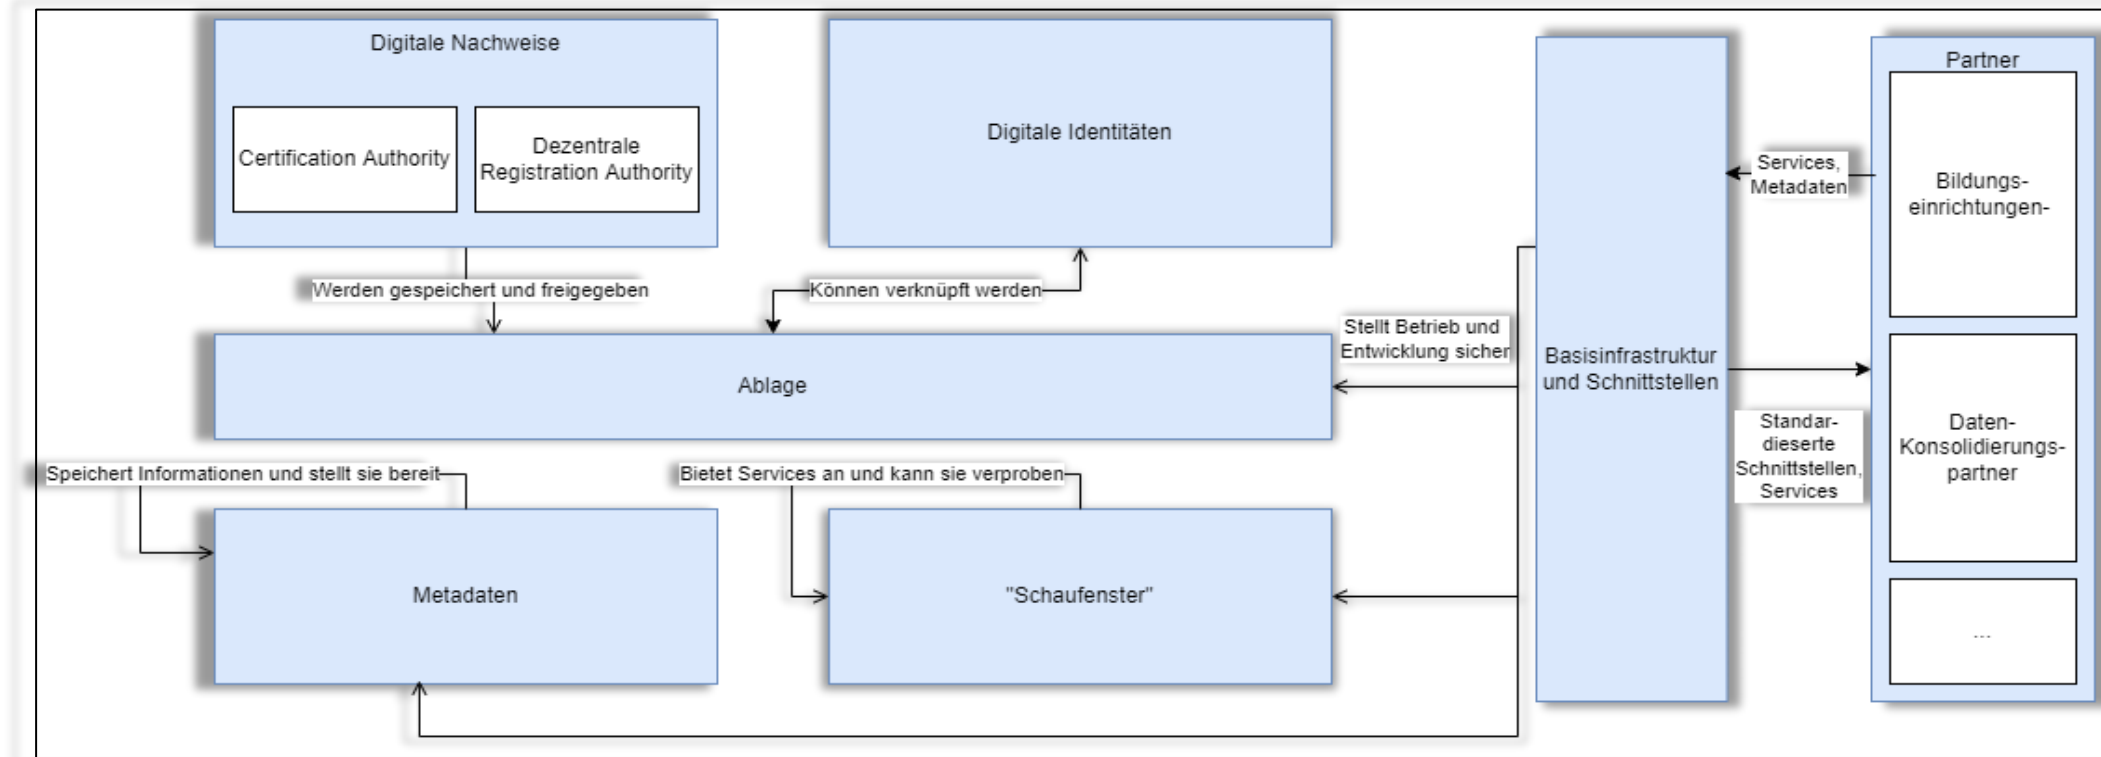 Digitale Nachweise
Certification Authority
Dezentrale
Registration Authority
Digitale Identitäten
Partner
Bildungs-
einrichtungen-
Services,
Metadaten
Werden gespeichert und freigegeben
Können verknüpft werden
Stellt Betrieb und
Entwicklung sicher
Basisinfrastruktur
und Schnittstellen
Ablage
Standar-
dieserte
Schnittstellen,
Services
Daten-
Konsolidierungs-
partner
Speichert Informationen und stellt sie bereit
Bietet Services an und kann sie verproben
Metadaten
"Schaufenster"
...